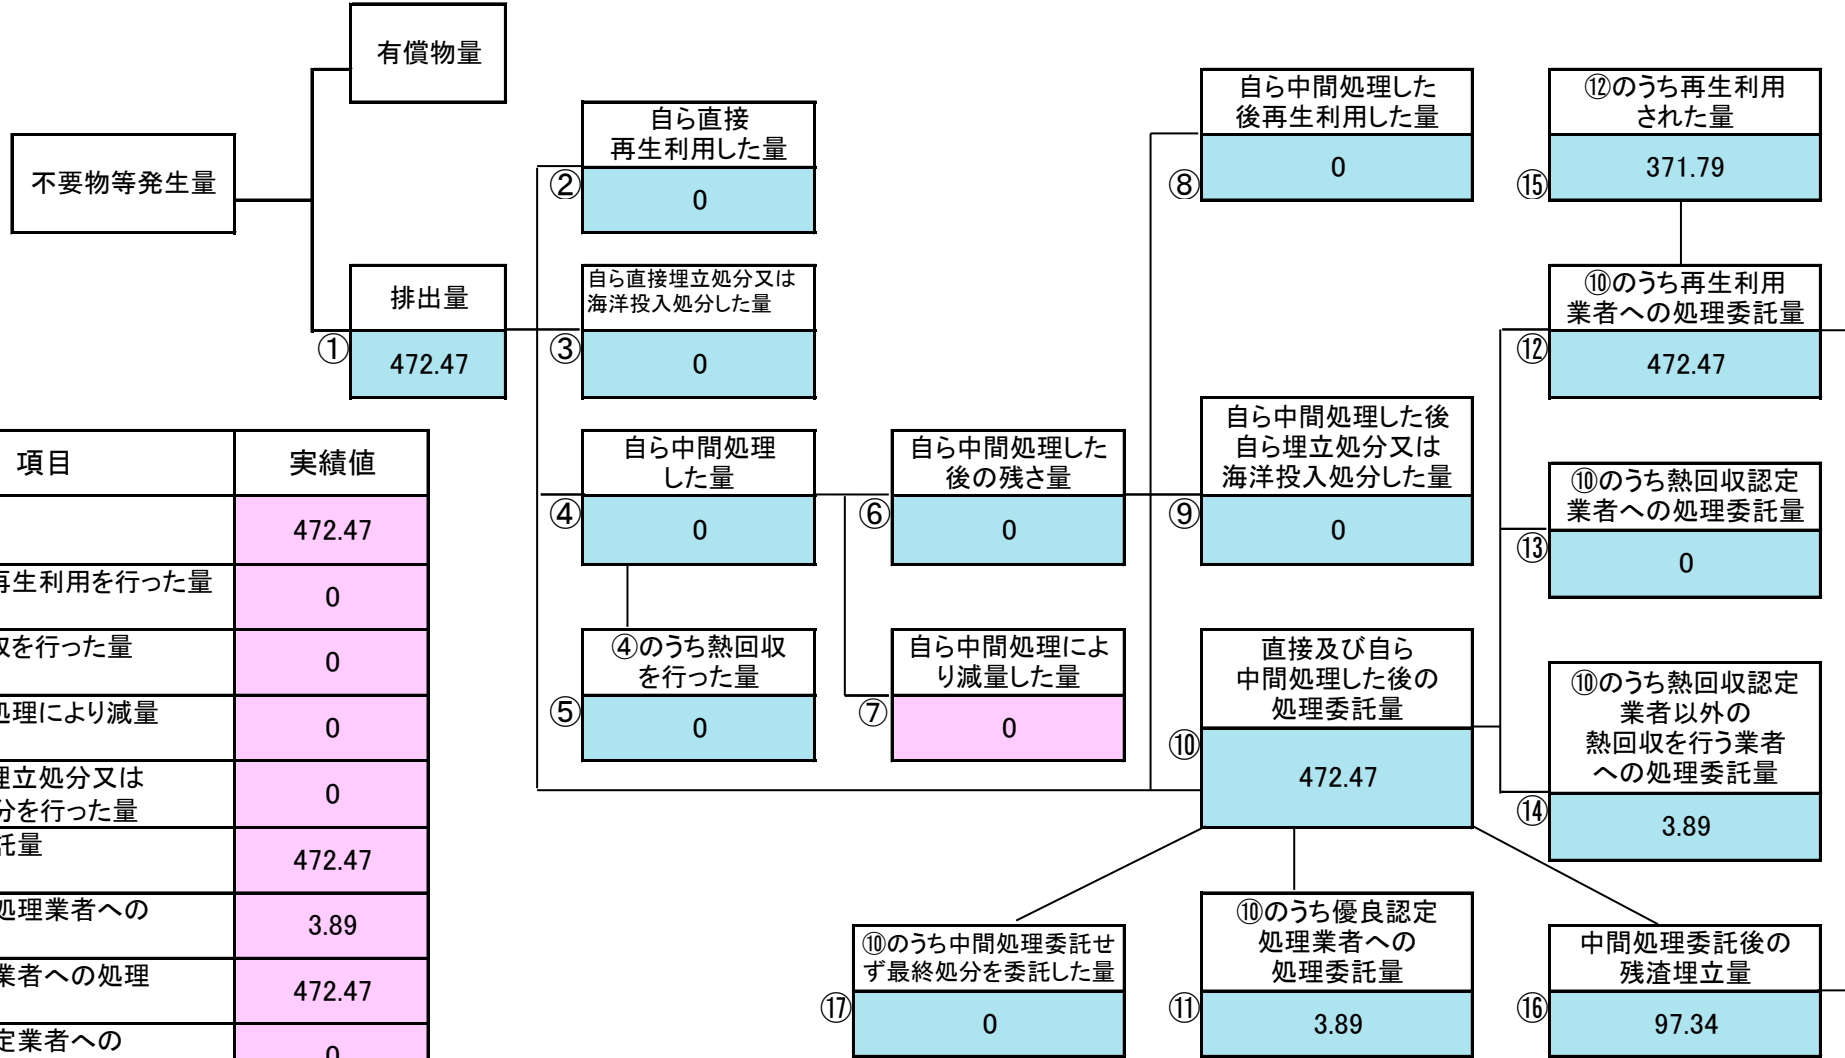 有償物量
不要物等発生量
排出量
①
472.47
自ら直接
再生利用した量
②
0
自ら直接埋立処分又は
海洋投入処分した量
③
0
自ら中間処理
した量
④
0
④のうち熱回収
を行った量
⑤
0
自ら中間処理した
後の残さ量
⑥
0
自ら中間処理によ
り減量した量
⑦
0
自ら中間処理した
後再生利用した量
⑧
0
自ら中間処理した後
自ら埋立処分又は
海洋投入処分した量
⑨
0
直接及び自ら
中間処理した後の
処理委託量
⑩
472.47
⑫のうち再生利用
された量
⑮
371.79
⑩のうち再生利用
業者への処理委託量
⑫
472.47
⑩のうち熱回収認定
業者への処理委託量
⑬
0
⑩のうち熱回収認定
業者以外の
熱回収を行う業者
への処理委託量
⑭
3.89
⑩のうち中間処理委託せ
ず最終処分を委託した量
⑰
0
⑩のうち優良認定
処理業者への
処理委託量
⑪
3.89
中間処理委託後の
残渣埋立量
⑯
97.34
項目 実績値
472.47
再生利用を行った量
0
を行った量
0
処理により減量
0
埋立処分又は
分を行った量
0
託量
472.47
処理業者への
3.89
業者への処理
472.47
定業者への
0